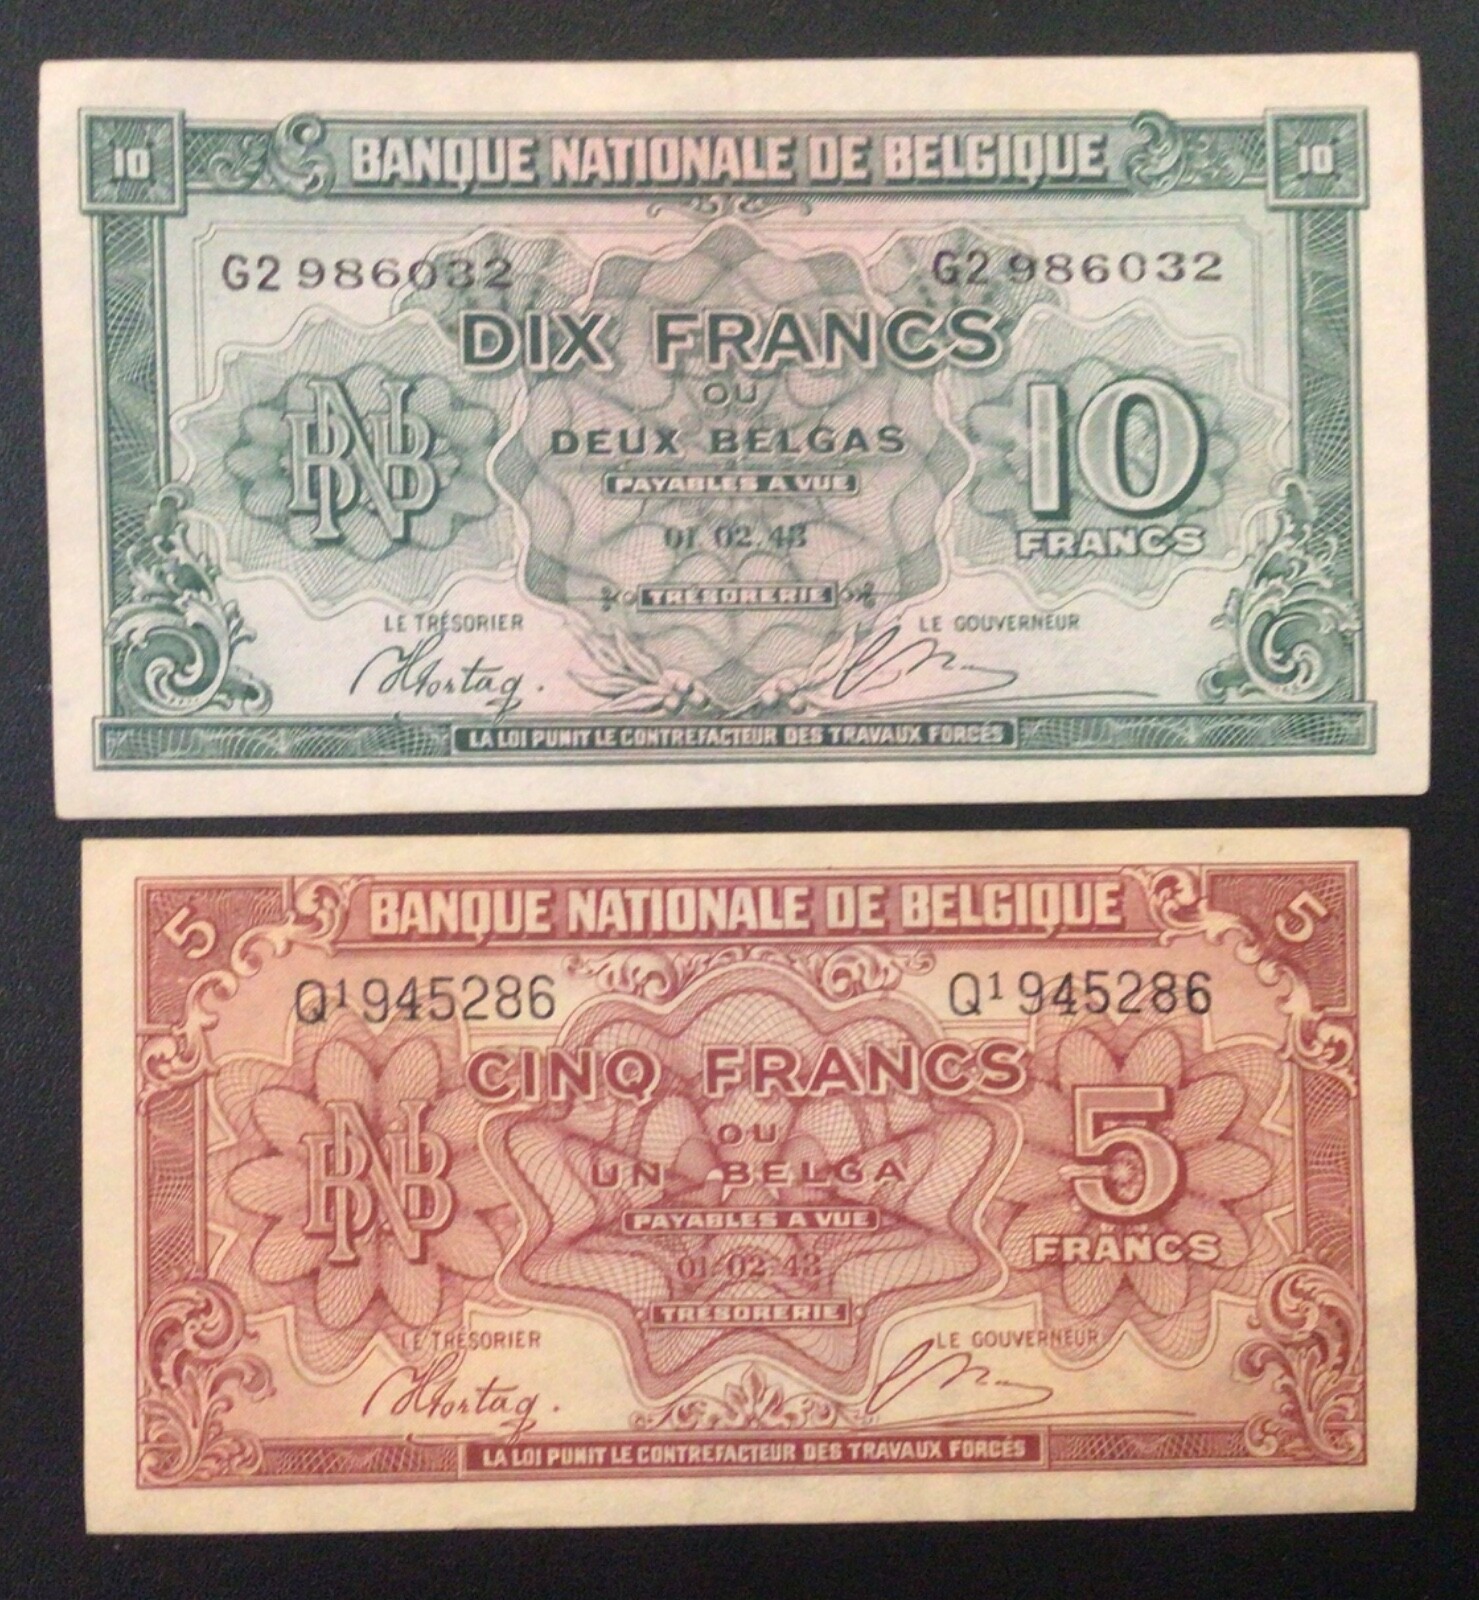 10 BANQUE NATIONALE DE BELGIQUE 10
G2 986032 G2 986032
DIX FRANCS
OU
BNB
DEUX BELGAS
10
PAYABLES A VUE
01.02.43
FRANCS
TRÉSORERIE
LE TRÉSORIER LE GOUVERNEUR
LA LOI PUNIT LE CONTREFACTEUR DES TRAVAUX FORCÉS
5 BANQUE NATIONALE DE BELGIQUE 5
Q1 945286 Q1 945286
CINQ FRANCS
OU
BNB
UN BELGA
5
PAYABLES A VUE
FRANCS
01-02-43
TRÉSORERIE
LE TRÉSORIER LE GOUVERNEUR
LA LOI PUNIT LE CONTREFACTEUR DES TRAVAUX FORCÉS